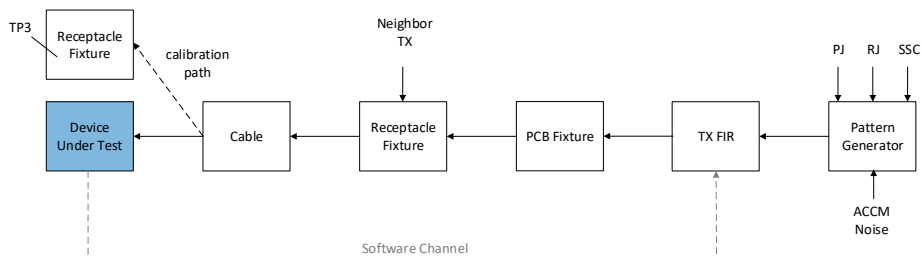 TP3
Receptacle
Fixture
calibration
path
Neighbor
TX
PJ
RJ
SSC
Device
Under Test
Cable
Receptacle
Fixture
PCB Fixture
TX FIR
Pattern
Generator
ACCM
Noise
Software Channel